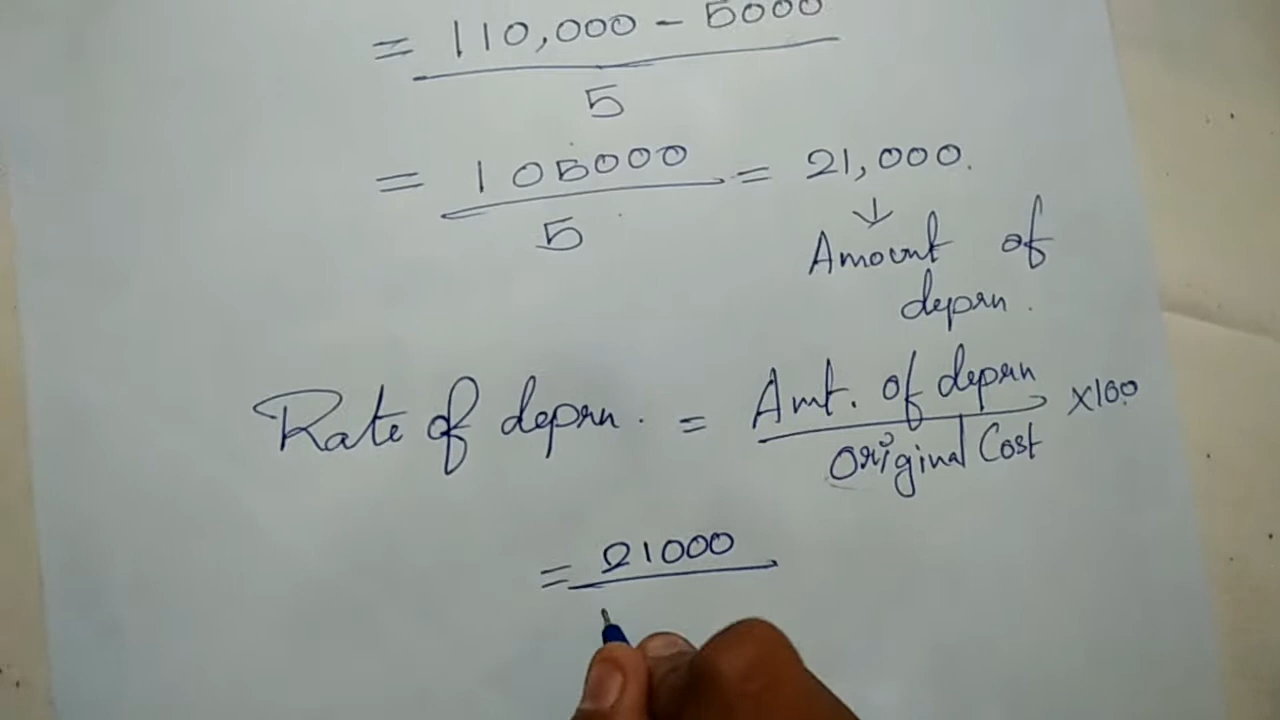 = 110,000 - 5000
5
= 105000 = 21,000.
5
↓
Amount of
deprn.
Rate of deprn. = Amt. of deprn ×100
Original Cost
= 21000